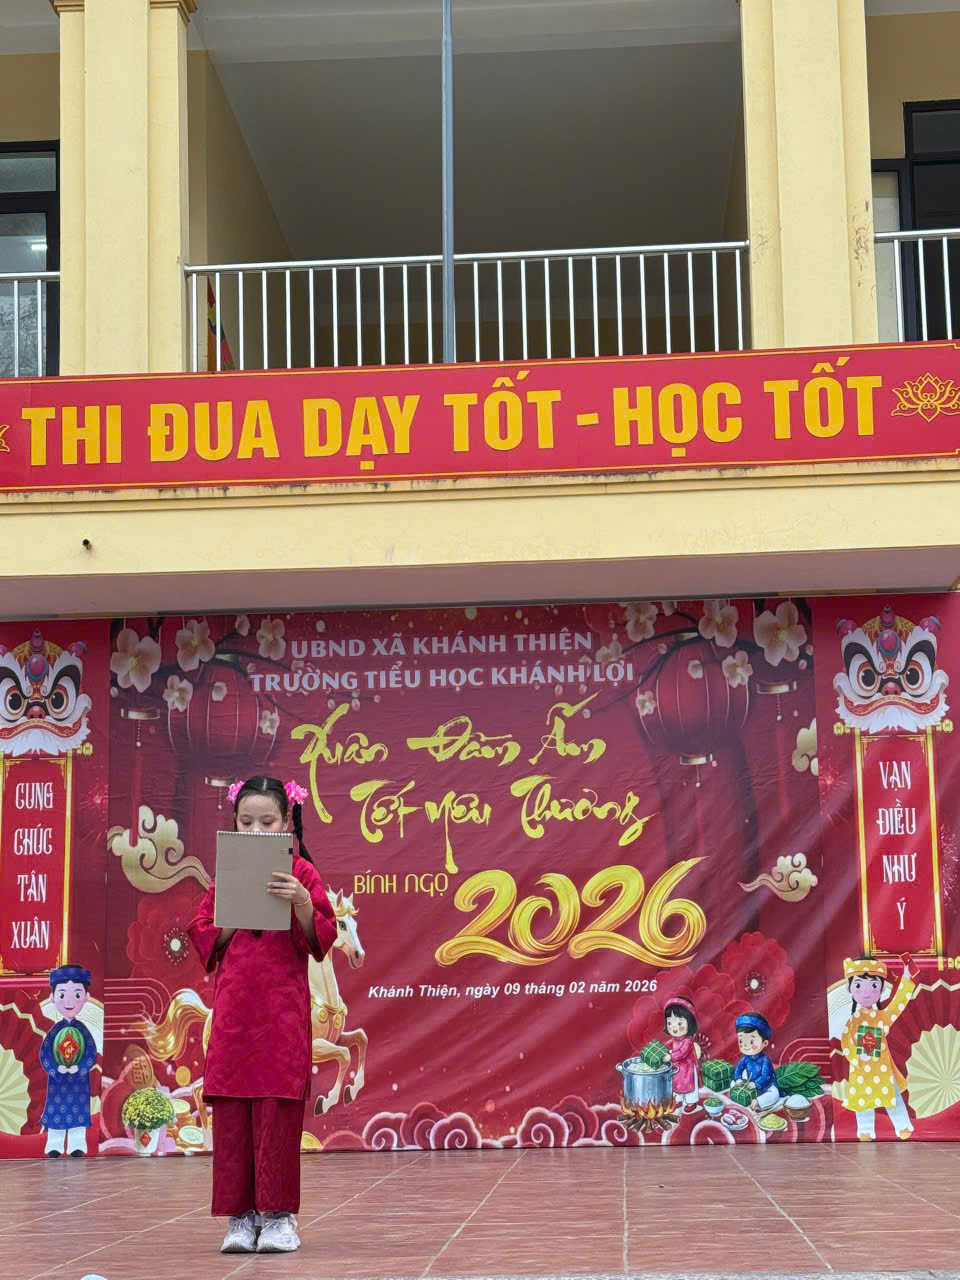 THI ĐUA DẠY TỐT - HỌC TỐT
UBND XÃ KHÁNH THIỆN
TRƯỜNG TIỂU HỌC KHÁNH LỢI
Xuân Đầm Ấm
Tết Yêu Thương
BÍNH NGỌ
2026
Khánh Thiện, ngày 09 tháng 02 năm 2026
CUNG
CHÚC
TÂN
XUÂN
VẠN
ĐIỀU
NHƯ
Ý